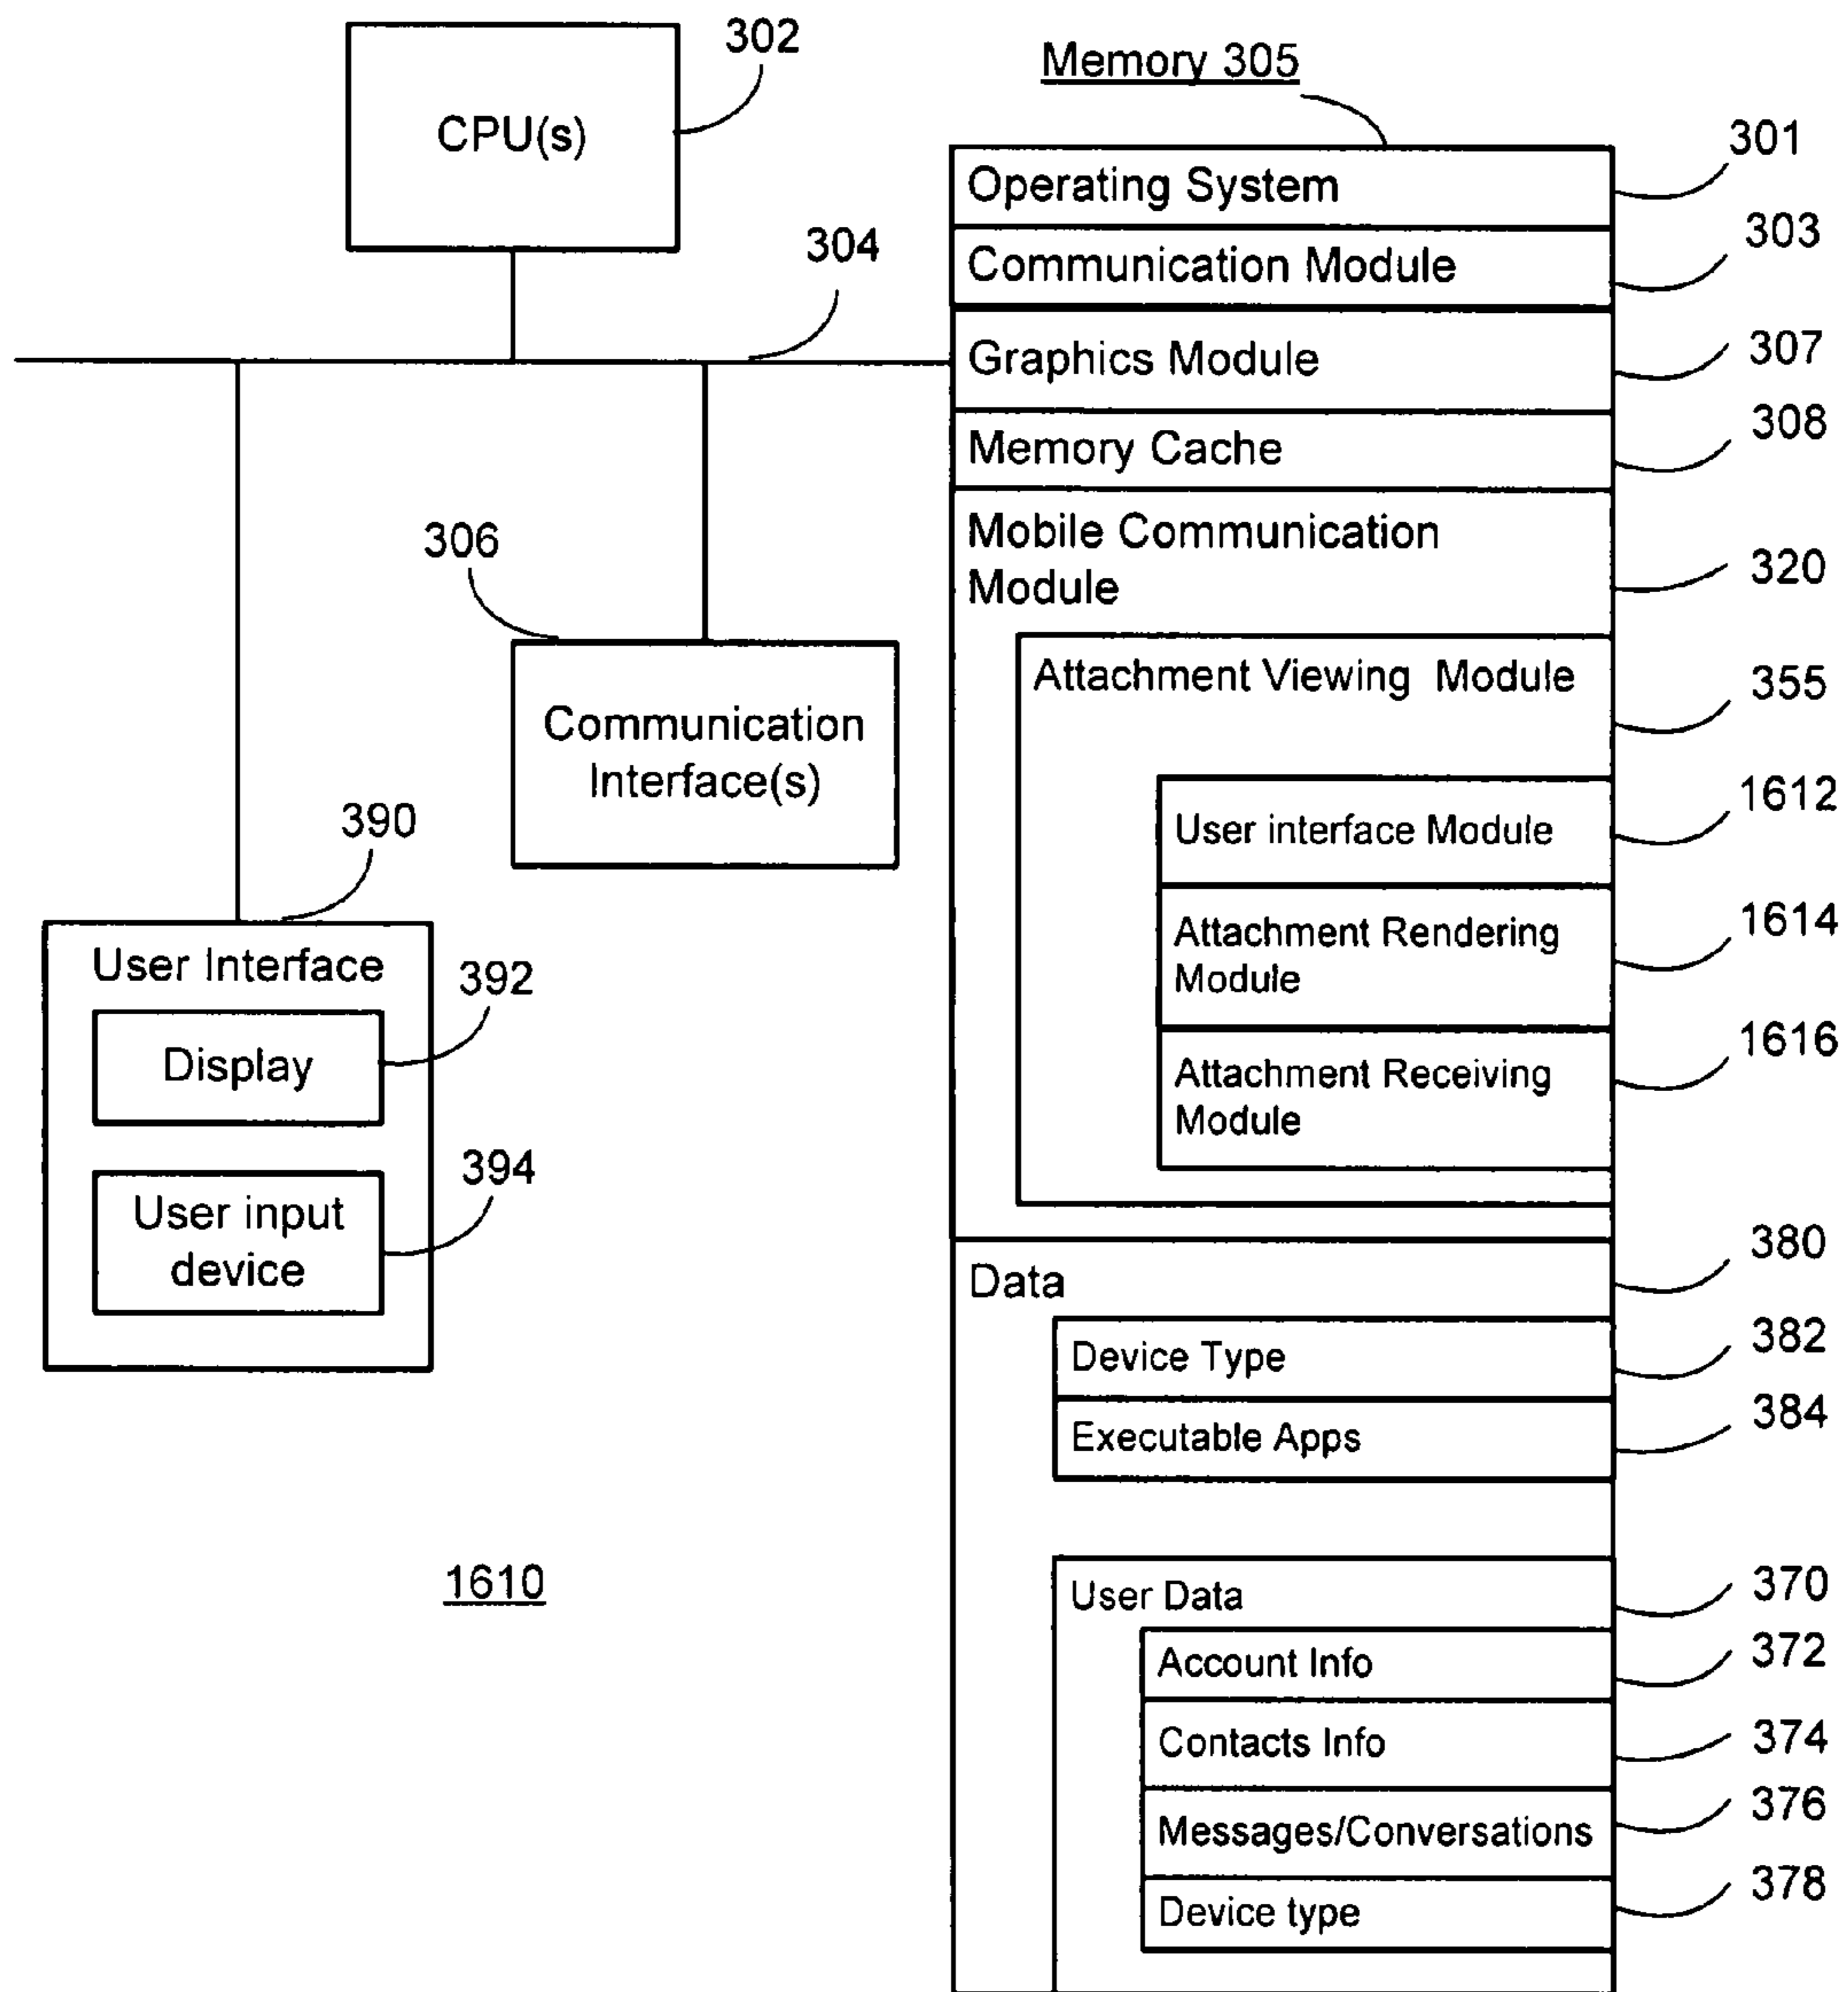 302
CPU(s)
Memory 305
Operating System
301
Communication Module
303
304
Graphics Module
307
Memory Cache
308
Mobile Communication
Module
320
306
Communication
Interface(s)
Attachment Viewing Module
355
User interface Module
1612
Attachment Rendering
Module
1614
Attachment Receiving
Module
1616
390
User Interface
392
Display
394
User input
device
Data
380
Device Type
382
Executable Apps
384
1610
User Data
370
Account Info
372
Contacts Info
374
Messages/Conversations
376
Device type
378